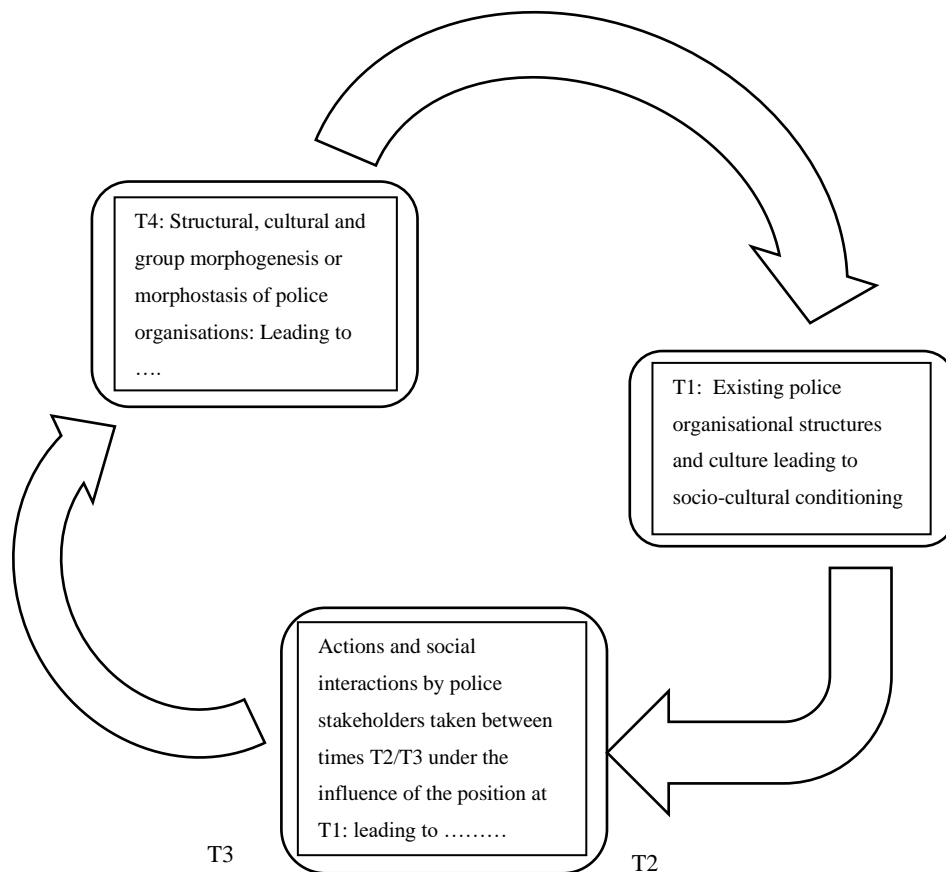 T4: Structural, cultural and
group morphogenesis or
morphostasis of police
organisations: Leading to
….
T1:  Existing police
organisational structures
and culture leading to
socio-cultural conditioning
Actions and social
interactions by police
stakeholders taken between
times T2/T3 under the
influence of the position at
T1: leading to ………
T3
T2